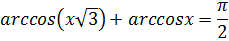 arccos(x√3) + arccosx = π/2